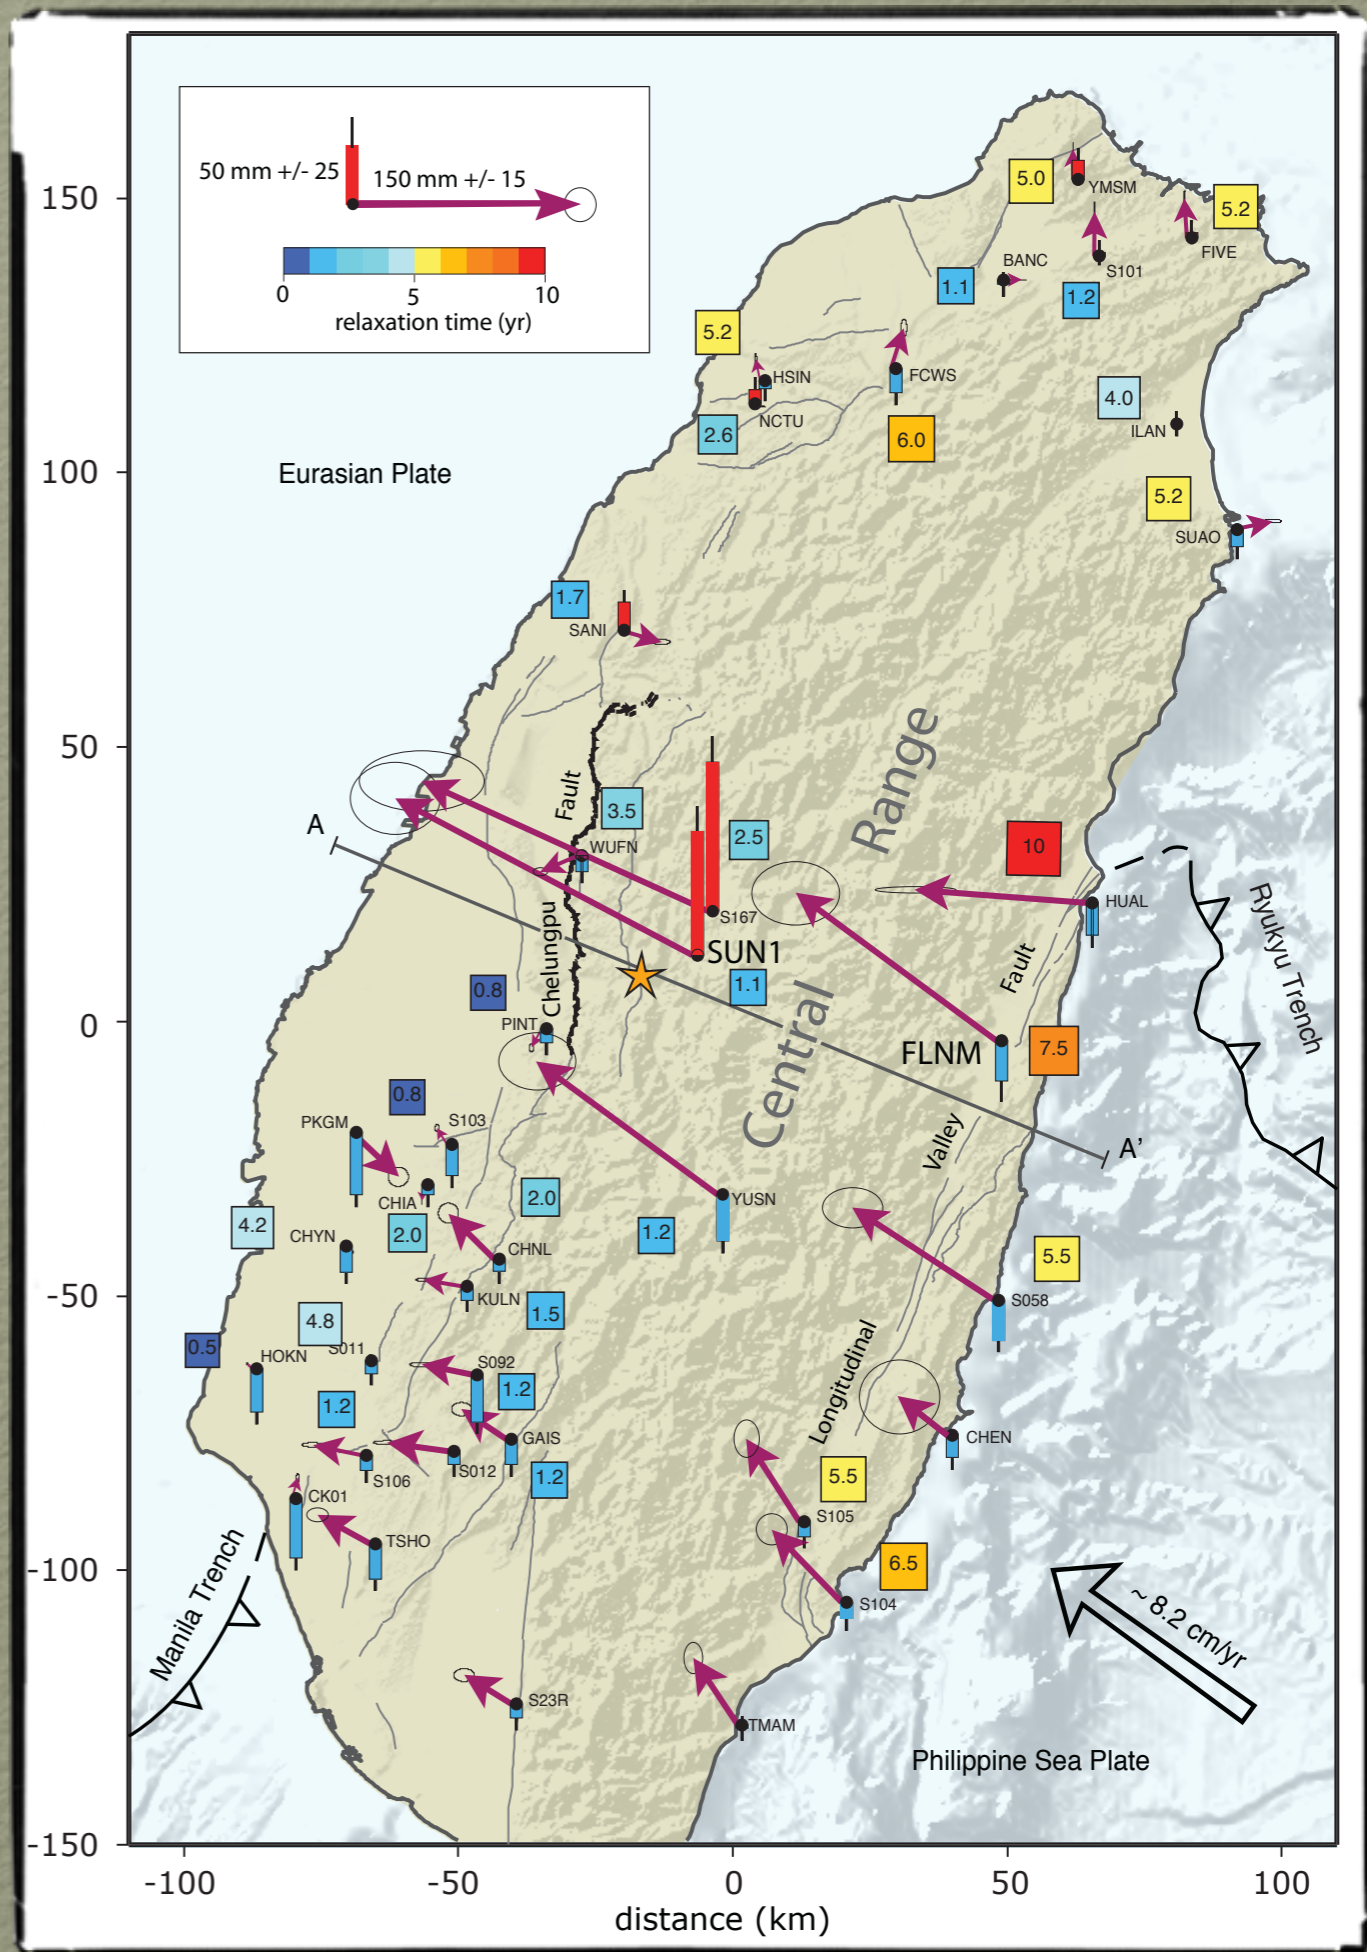 50 mm +/- 25
150 mm +/- 15
0
5
10
relaxation time (yr)
150
100
50
0
-50
-100
-150
-100
-50
0
50
100
distance (km)
Eurasian Plate
Philippine Sea Plate
~ 8.2 cm/yr
Ryukyu Trench
Manila Trench
Central
Range
Chelungpu
Fault
Longitudinal
Valley
Fault
A
A’
5.0
YMSM
5.2
FIVE
S101
BANC
1.1
1.2
5.2
HSIN
FCWS
NCTU
2.6
6.0
4.0
ILAN
5.2
SUAO
1.7
SANI
3.5
WUFN
2.5
S167
SUN1
1.1
10
HUAL
0.8
PINT
FLNM
7.5
0.8
PKGM
S103
CHIA
2.0
YUSN
4.2
CHYN
2.0
CHNL
1.2
KULN
1.5
5.5
S058
4.8
0.5
HOKN
S011
S092
1.2
1.2
GAIS
S106
S012
1.2
CHEN
5.5
CK01
TSHO
S105
6.5
S104
S23R
TMAM